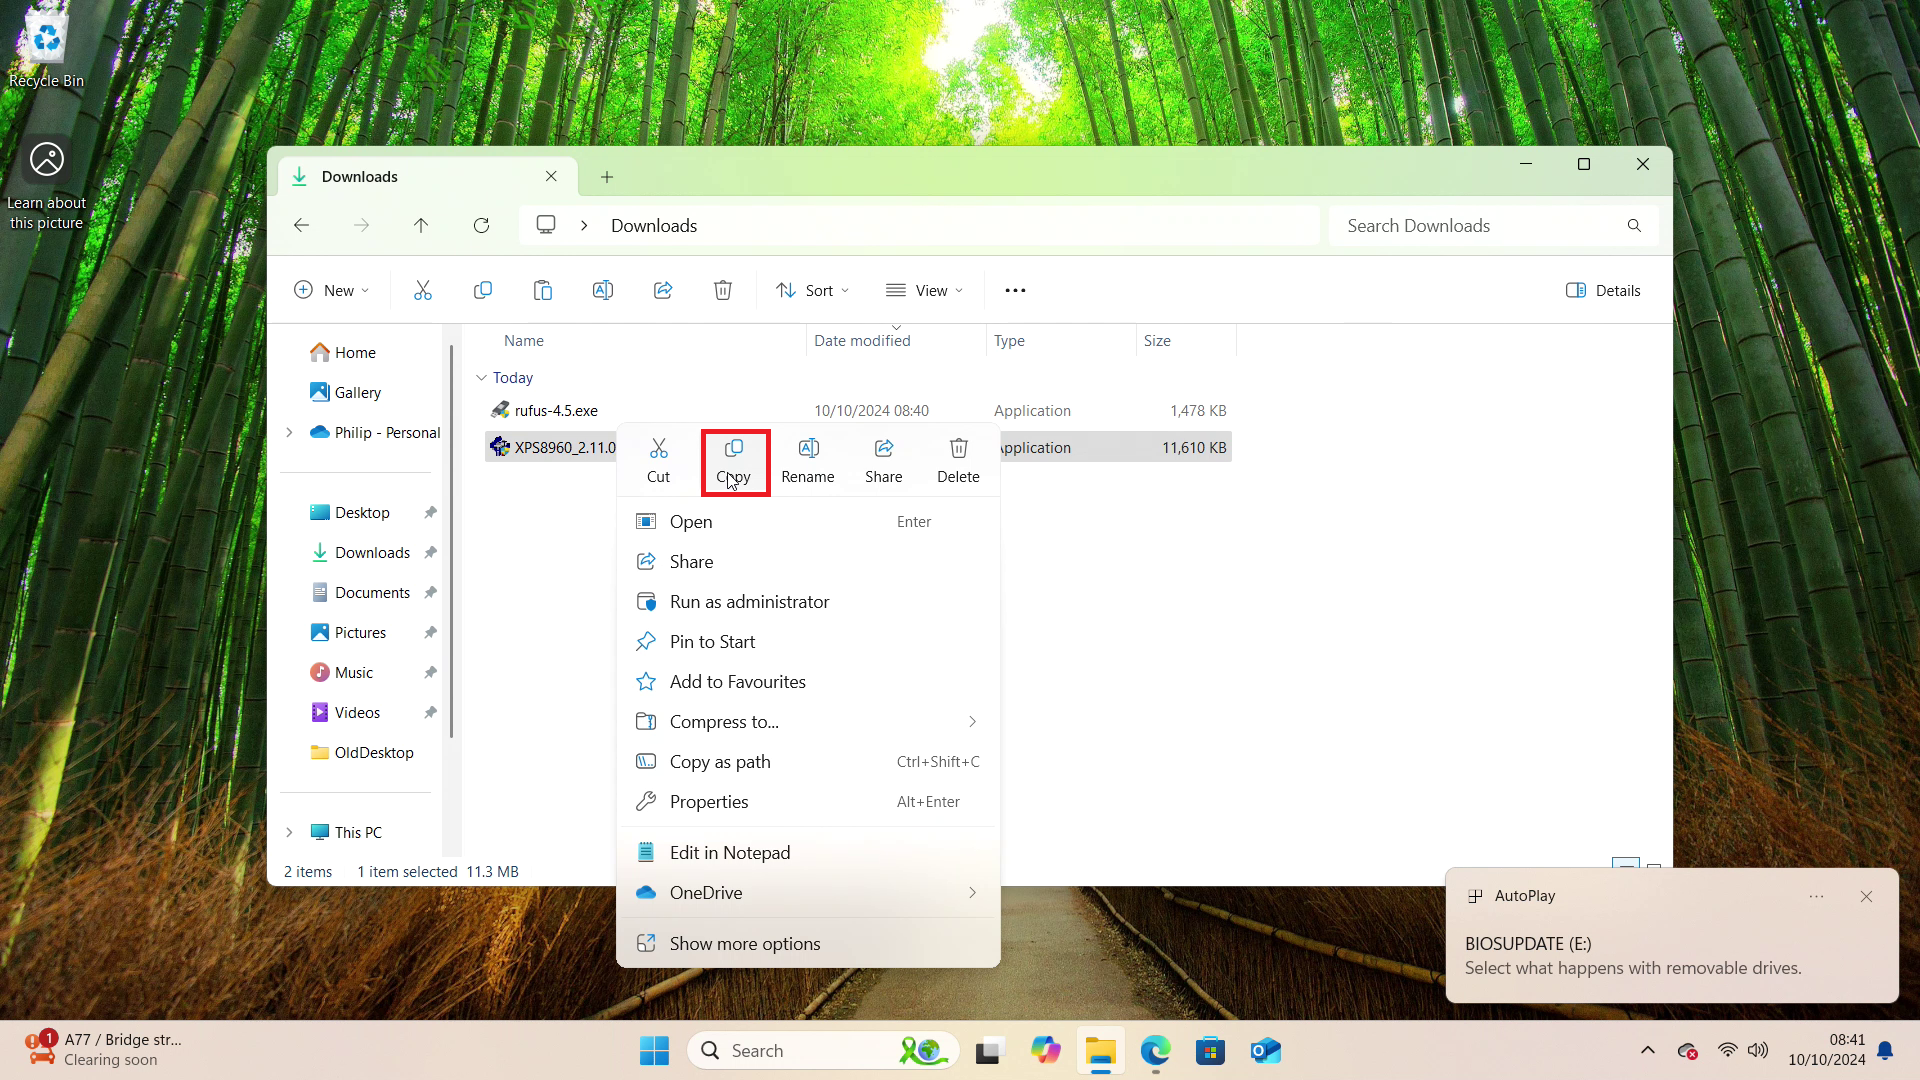 Recycle Bin
Learn about
this picture
Downloads
Downloads
Search Downloads
New
Sort
View
Details
Name
Date modified
Type
Size
Today
rufus-4.5.exe
10/10/2024 08:40
Application
1,478 KB
XPS8960_2.11.0
Application
11,610 KB
Home
Gallery
Philip - Personal
Desktop
Downloads
Documents
Pictures
Music
Videos
OldDesktop
This PC
2 items
1 item selected 11.3 MB
Cut
Copy
Rename
Share
Delete
Open Enter
Share
Run as administrator
Pin to Start
Add to Favourites
Compress to...
Copy as path Ctrl+Shift+C
Properties Alt+Enter
Edit in Notepad
OneDrive
Show more options
AutoPlay
BIOSUPDATE (E:)
Select what happens with removable drives.
1
A77 / Bridge str...
Clearing soon
Search
08:41
10/10/2024